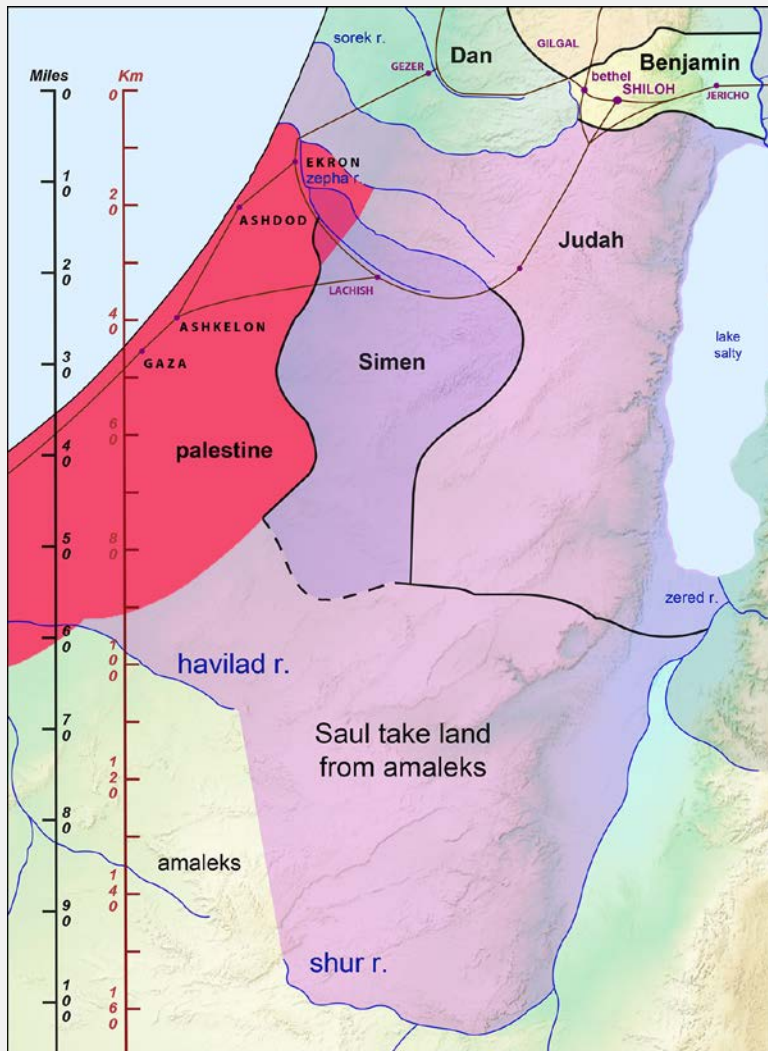 sorek r.
Dan
GILGAL
Benjamin
GEZER
bethel
SHILOH
JERICHO
Miles
Km
0
0
EKRON
zepha r.
10
20
ASHDOD
Judah
20
LACHISH
40
ASHKELON
30
GAZA
Simen
lake
salty
60
40
palestine
50
80
zered r.
60
100
havilad r.
70
Saul take land
from amaleks
120
80
amaleks
140
90
shur r.
100
160